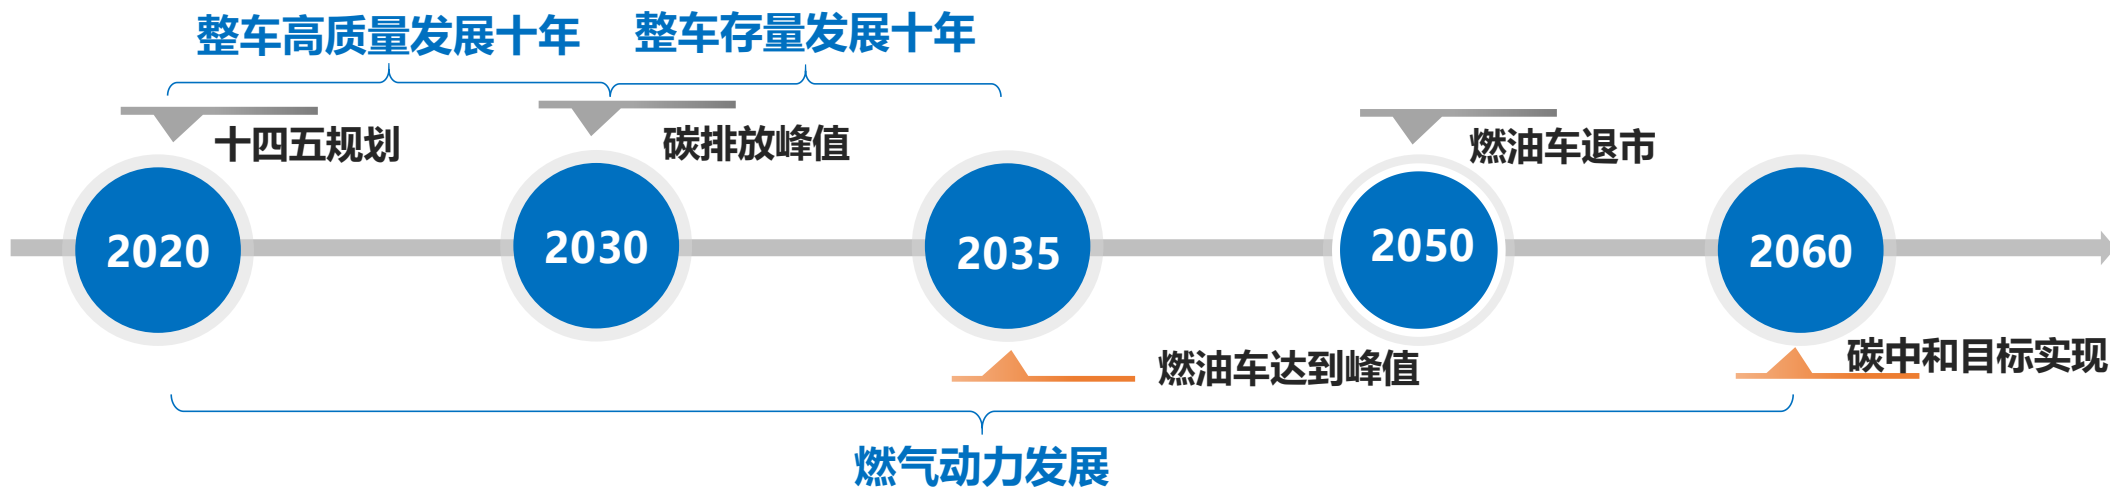 整车高质量发展十年
整车存量发展十年
十四五规划
碳排放峰值
燃油车退市
2020
2030
2035
2050
2060
燃油车达到峰值
碳中和目标实现
燃气动力发展